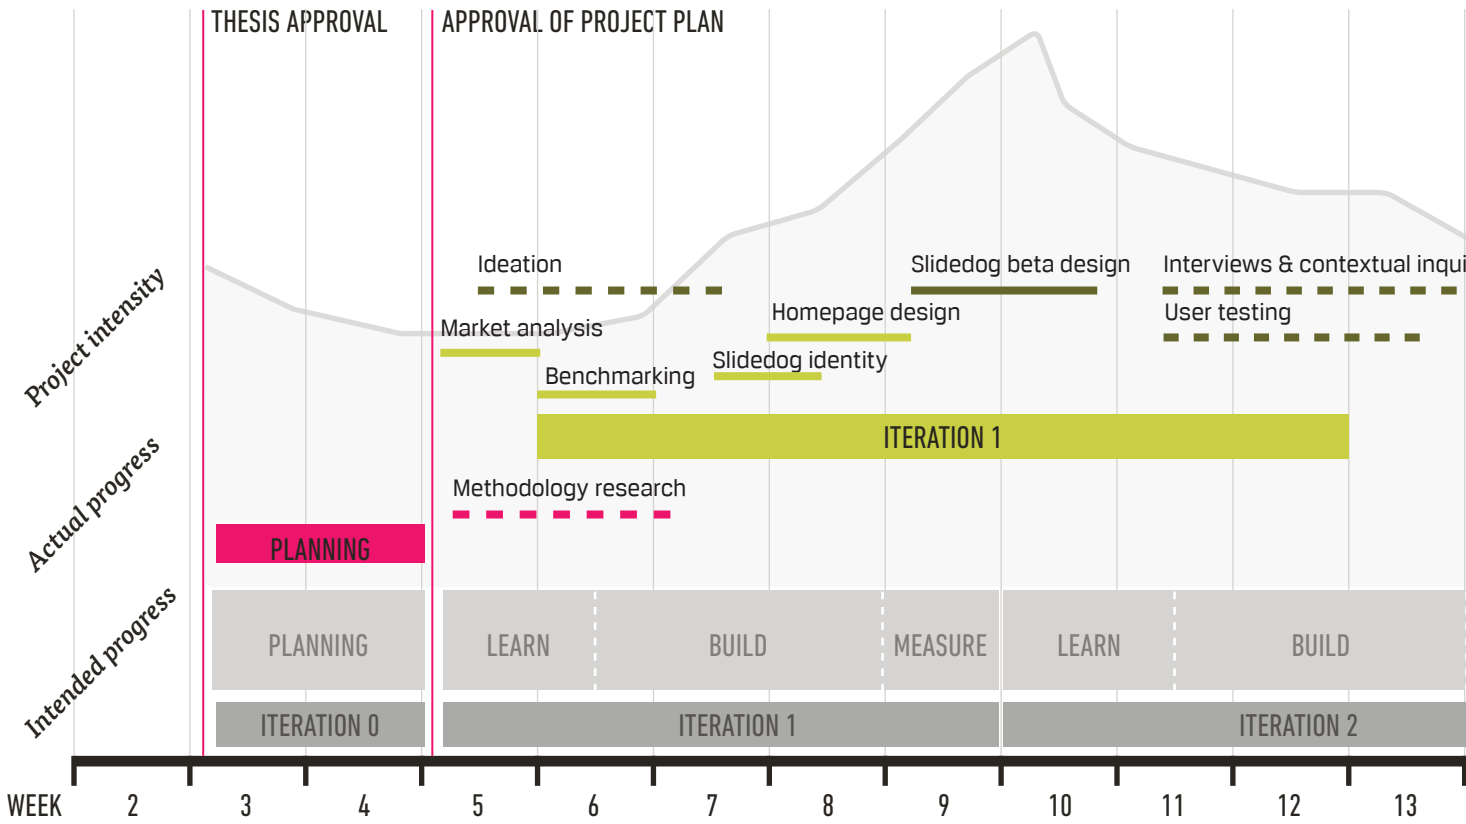 THESIS APPROVAL
APPROVAL OF PROJECT PLAN
Project intensity
Ideation
Slidedog beta design
Interviews & contextual inqui
Market analysis
Homepage design
User testing
Benchmarking
Slidedog identity
Actual progress
ITERATION 1
Methodology research
PLANNING
Intended progress
PLANNING
LEARN
BUILD
MEASURE
LEARN
BUILD
ITERATION 0
ITERATION 1
ITERATION 2
WEEK 2 3 4 5 6 7 8 9 10 11 12 13